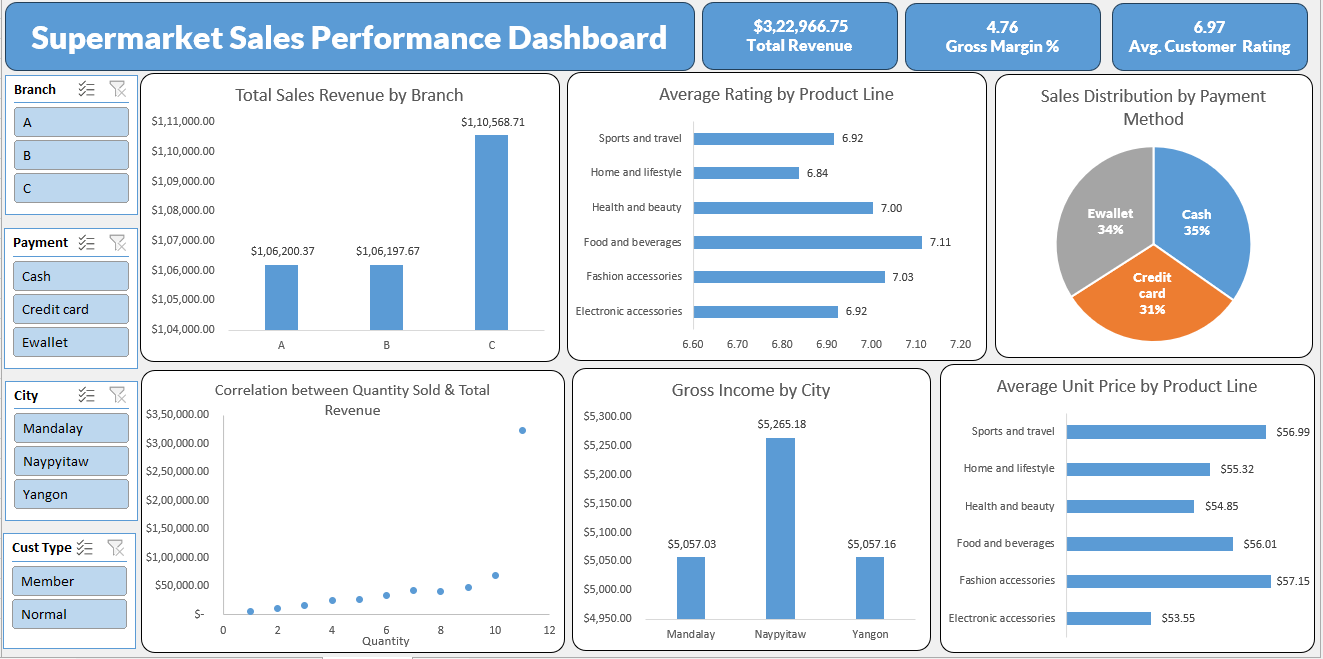 Supermarket Sales Performance Dashboard
$3,22,966.75
Total Revenue
4.76
Gross Margin %
6.97
Avg. Customer Rating
Branch
A
B
C
Payment
Cash
Credit card
Ewallet
City
Mandalay
Naypyitaw
Yangon
Cust Type
Member
Normal
Total Sales Revenue by Branch
$1,11,000.00
$1,10,000.00
$1,09,000.00
$1,08,000.00
$1,07,000.00
$1,06,000.00
$1,05,000.00
$1,04,000.00
$1,06,200.37
$1,06,197.67
$1,10,568.71
A B C
Average Rating by Product Line
Sports and travel 6.92
Home and lifestyle 6.84
Health and beauty 7.00
Food and beverages 7.11
Fashion accessories 7.03
Electronic accessories 6.92
6.60 6.70 6.80 6.90 7.00 7.10 7.20
Sales Distribution by Payment
Method
Ewallet
34%
Cash
35%
Credit
card
31%
Correlation between Quantity Sold & Total
Revenue
$3,50,000.00
$3,00,000.00
$2,50,000.00
$2,00,000.00
$1,50,000.00
$1,00,000.00
$50,000.00
$-
0 2 4 6 8 10 12
Quantity
Gross Income by City
$5,300.00
$5,250.00
$5,200.00
$5,150.00
$5,100.00
$5,050.00
$5,000.00
$4,950.00
$5,057.03
$5,265.18
$5,057.16
Mandalay Naypyitaw Yangon
Average Unit Price by Product Line
Sports and travel $56.99
Home and lifestyle $55.32
Health and beauty $54.85
Food and beverages $56.01
Fashion accessories $57.15
Electronic accessories $53.55